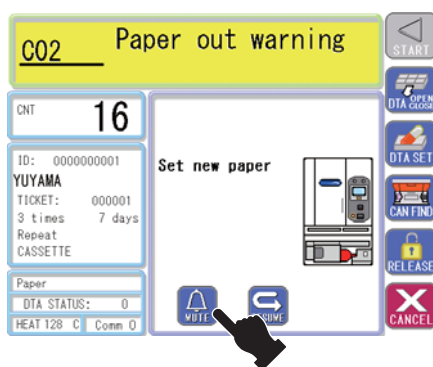 C02 Paper out warning
START
DTA OPEN
CLOSE
DTA SET
CAN FIND
RELEASE
CANCEL
CNT 16
ID: 0000000001
YUYAMA
TICKET: 000001
3 times 7 days
Repeat
CASSETTE
Paper
DTA STATUS: 0
HEAT 128 C Comm 0
Set new paper
MUTE